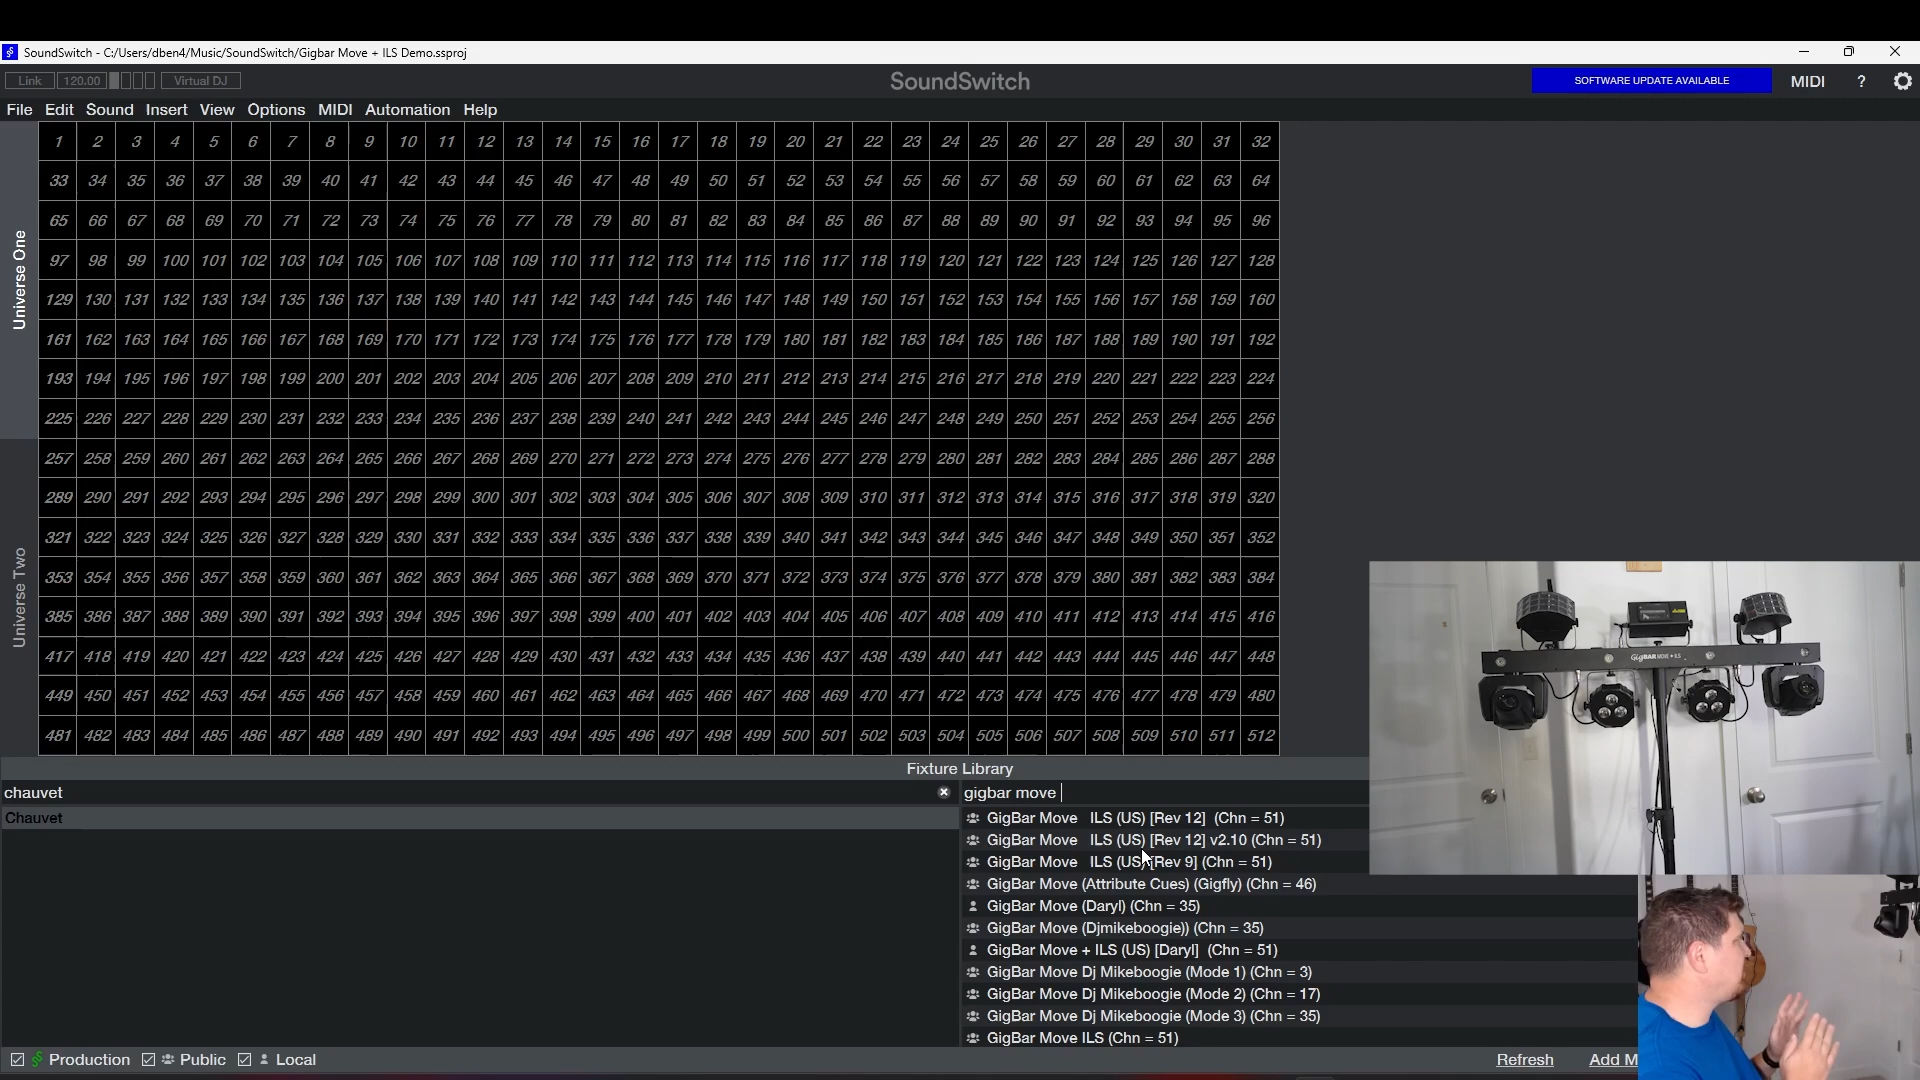 SoundSwitch - C:/Users/dben4/Music/SoundSwitch/Gigbar Move + ILS Demo.ssproj
Link 120.00 Virtual DJ SoundSwitch SOFTWARE UPDATE AVAILABLE MIDI ?
File Edit Sound Insert View Options MIDI Automation Help
Universe One
Universe Two
1 2 3 4 5 6 7 8 9 10 11 12 13 14 15 16 17 18 19 20 21 22 23 24 25 26 27 28 29 30 31 32
33 34 35 36 37 38 39 40 41 42 43 44 45 46 47 48 49 50 51 52 53 54 55 56 57 58 59 60 61 62 63 64
65 66 67 68 69 70 71 72 73 74 75 76 77 78 79 80 81 82 83 84 85 86 87 88 89 90 91 92 93 94 95 96
97 98 99 100 101 102 103 104 105 106 107 108 109 110 111 112 113 114 115 116 117 118 119 120 121 122 123 124 125 126 127 128
129 130 131 132 133 134 135 136 137 138 139 140 141 142 143 144 145 146 147 148 149 150 151 152 153 154 155 156 157 158 159 160
161 162 163 164 165 166 167 168 169 170 171 172 173 174 175 176 177 178 179 180 181 182 183 184 185 186 187 188 189 190 191 192
193 194 195 196 197 198 199 200 201 202 203 204 205 206 207 208 209 210 211 212 213 214 215 216 217 218 219 220 221 222 223 224
225 226 227 228 229 230 231 232 233 234 235 236 237 238 239 240 241 242 243 244 245 246 247 248 249 250 251 252 253 254 255 256
257 258 259 260 261 262 263 264 265 266 267 268 269 270 271 272 273 274 275 276 277 278 279 280 281 282 283 284 285 286 287 288
289 290 291 292 293 294 295 296 297 298 299 300 301 302 303 304 305 306 307 308 309 310 311 312 313 314 315 316 317 318 319 320
321 322 323 324 325 326 327 328 329 330 331 332 333 334 335 336 337 338 339 340 341 342 343 344 345 346 347 348 349 350 351 352
353 354 355 356 357 358 359 360 361 362 363 364 365 366 367 368 369 370 371 372 373 374 375 376 377 378 379 380 381 382 383 384
385 386 387 388 389 390 391 392 393 394 395 396 397 398 399 400 401 402 403 404 405 406 407 408 409 410 411 412 413 414 415 416
417 418 419 420 421 422 423 424 425 426 427 428 429 430 431 432 433 434 435 436 437 438 439 440 441 442 443 444 445 446 447 448
449 450 451 452 453 454 455 456 457 458 459 460 461 462 463 464 465 466 467 468 469 470 471 472 473 474 475 476 477 478 479 480
481 482 483 484 485 486 487 488 489 490 491 492 493 494 495 496 497 498 499 500 501 502 503 504 505 506 507 508 509 510 511 512
GigBAR MOVE + ILS
Fixture Library
chauvet
Chauvet
gigbar move
GigBar Move ILS (US) [Rev 12] (Chn = 51)
GigBar Move ILS (US) [Rev 12] v2.10 (Chn = 51)
GigBar Move ILS (US) [Rev 9] (Chn = 51)
GigBar Move (Attribute Cues) (Gigfly) (Chn = 46)
GigBar Move (Daryl) (Chn = 35)
GigBar Move (Djmikeboogie)) (Chn = 35)
GigBar Move + ILS (US) [Daryl] (Chn = 51)
GigBar Move Dj Mikeboogie (Mode 1) (Chn = 3)
GigBar Move Dj Mikeboogie (Mode 2) (Chn = 17)
GigBar Move Dj Mikeboogie (Mode 3) (Chn = 35)
GigBar Move ILS (Chn = 51)
Production Public Local Refresh Add M